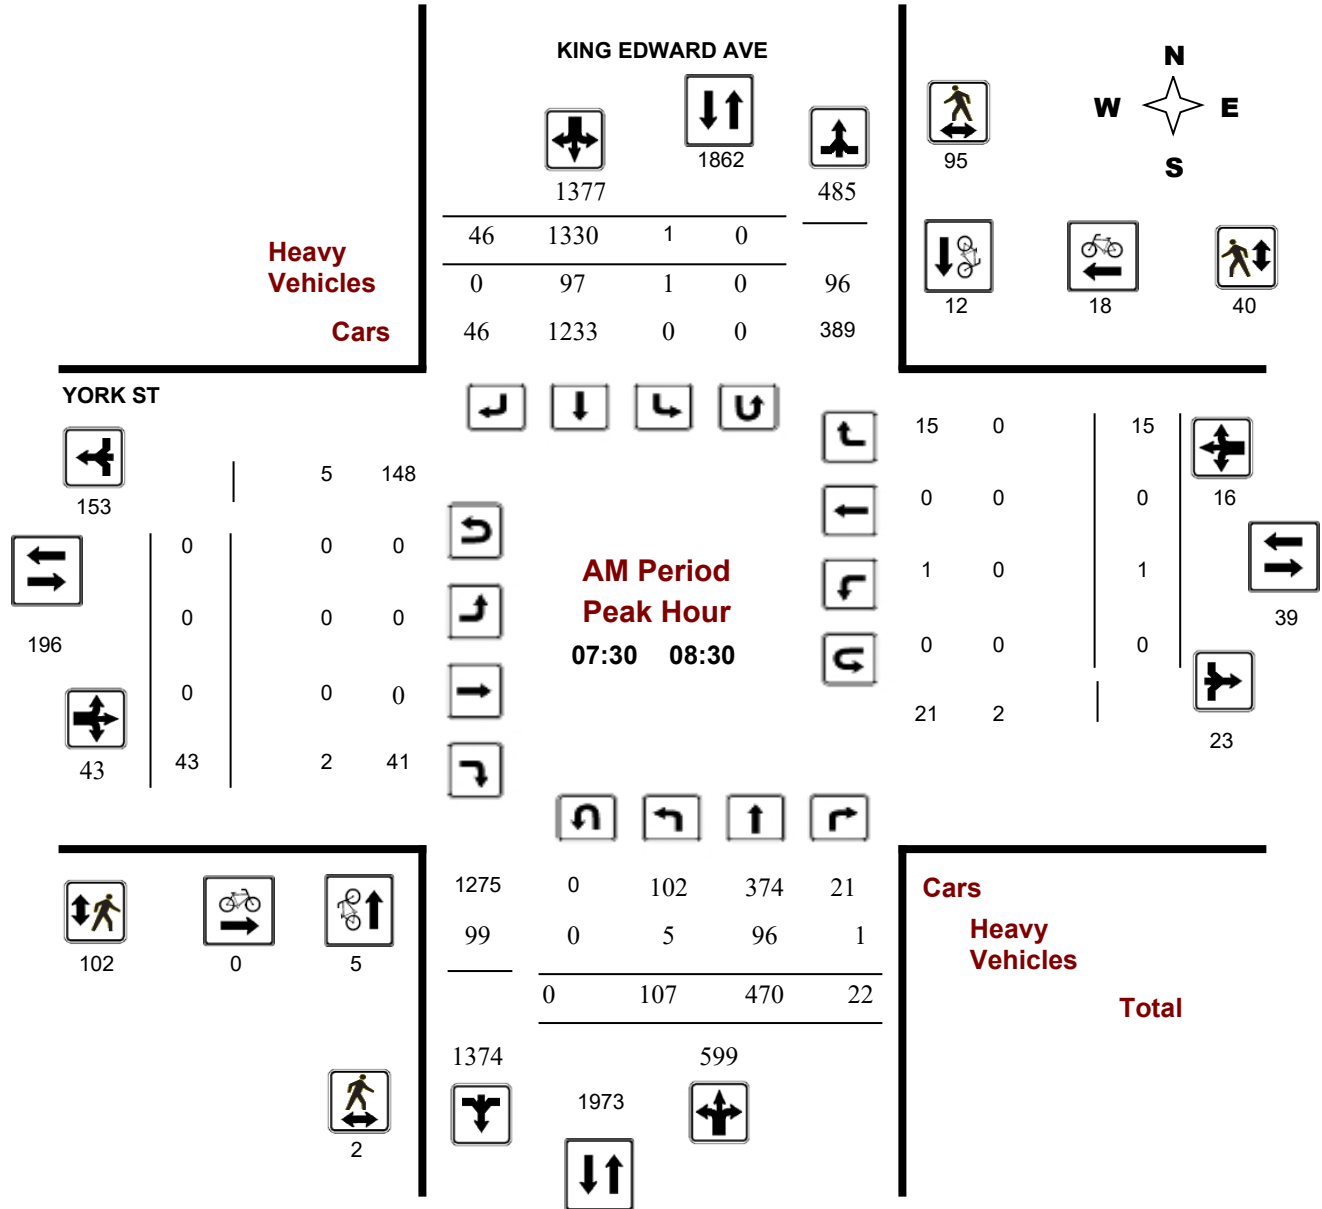 KING EDWARD AVE
N
W E
S
1862
95
1377 485
46 1330 1 0
Heavy
Vehicles
0 97 1 0 96
12 18 40
Cars
46 1233 0 0 389
YORK ST
15 0 15
5 148
153
0 0 0 16
0 0 0
AM Period
1 0 1
Peak Hour
0 0 0 39
196
07:30 08:30
0 0 0
0 0 0
21 2
43 43 2 41
23
1275 0 102 374 21
Cars
99 0 5 96 1
Heavy
Vehicles
102 0 5
0 107 470 22
Total
1374 599
1973
2